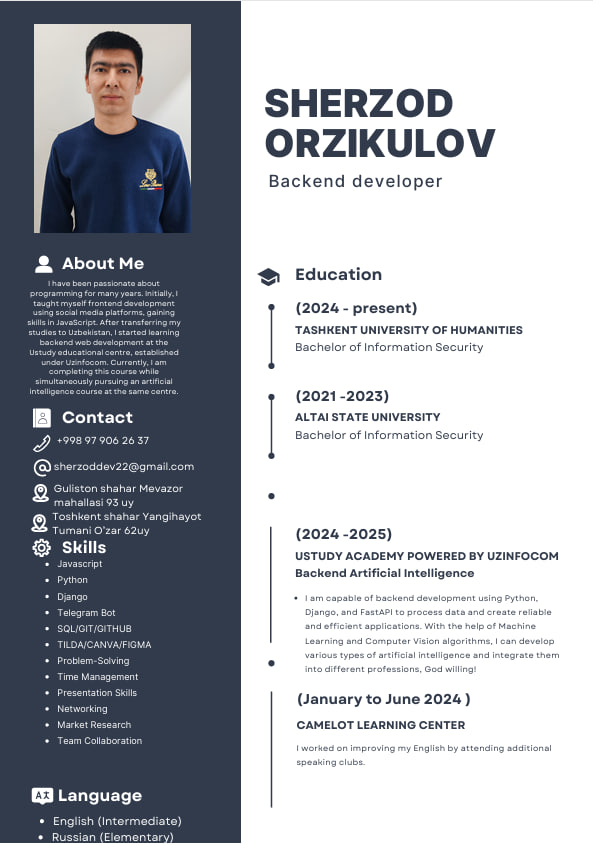 SHERZOD
ORZIKULOV
Backend developer
About Me
I have been passionate about
programming for many years. Initially, I
taught myself frontend development
using social media platforms, gaining
skills in JavaScript. After transferring my
studies to Uzbekistan, I started learning
backend web development at the
Ustudy educational centre, established
under Uzinfocom. Currently, I am
completing this course while
simultaneously pursuing an artificial
intelligence course at the same centre.
Contact
+998 97 906 26 37
sherzoddev22@gmail.com
Guliston shahar Mevazor
mahallasi 93 uy
Toshkent shahar Yangihayot
Tumani O'zar 62uy
Skills
• Javascript
• Python
• Django
• Telegram Bot
• SQL/GIT/GITHUB
• TILDA/CANVA/FIGMA
• Problem-Solving
• Time Management
• Presentation Skills
• Networking
• Market Research
• Team Collaboration
Language
• English (Intermediate)
• Russian (Elementary)
Education
(2024 - present)
TASHKENT UNIVERSITY OF HUMANITIES
Bachelor of Information Security
(2021 -2023)
ALTAI STATE UNIVERSITY
Bachelor of Information Security
(2024 -2025)
USTUDY ACADEMY POWERED BY UZINFOCOM
Backend Artificial Intelligence
• I am capable of backend development using Python,
Django, and FastAPI to process data and create reliable
and efficient applications. With the help of Machine
Learning and Computer Vision algorithms, I can develop
various types of artificial intelligence and integrate them
into different professions, God willing!
(January to June 2024 )
CAMELOT LEARNING CENTER
I worked on improving my English by attending additional
speaking clubs.